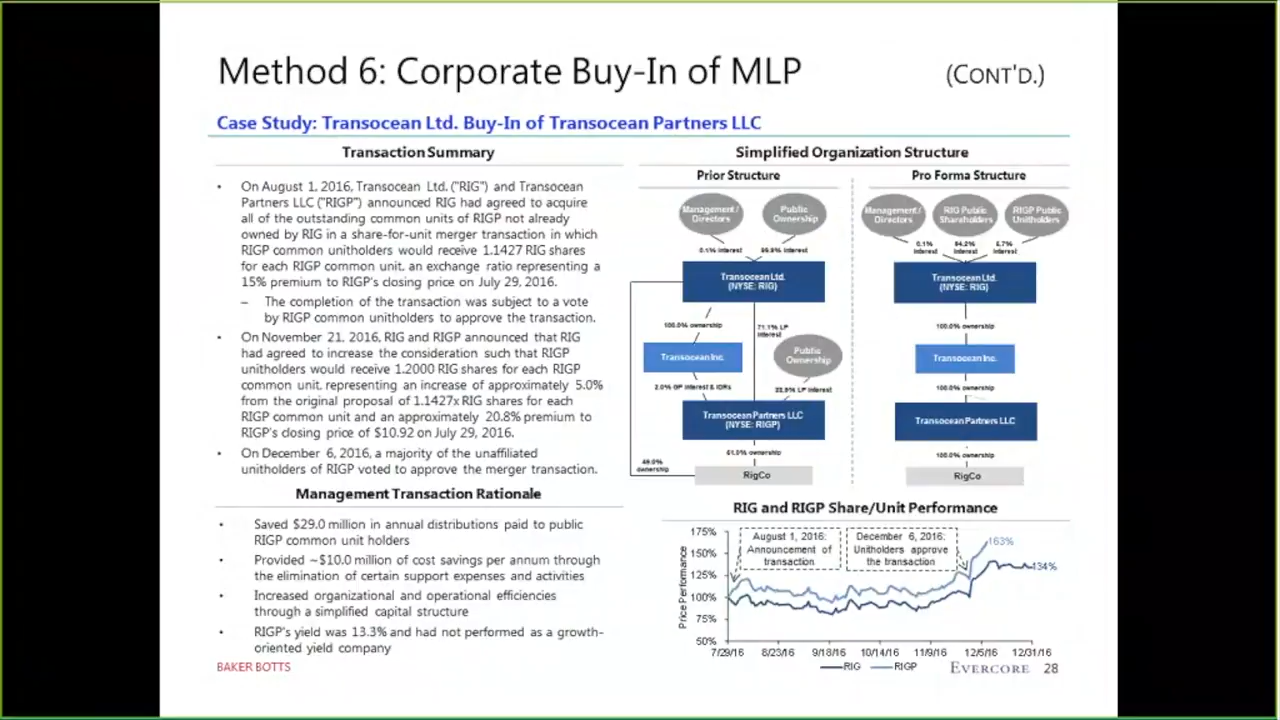 Method 6: Corporate Buy-In of MLP (CONT'D.)
Case Study: Transocean Ltd. Buy-In of Transocean Partners LLC
Transaction Summary
• On August 1, 2016, Transocean Ltd. ("RIG") and Transocean
Partners LLC ("RIGP") announced RIG had agreed to acquire
all of the outstanding common units of RIGP not already
owned by RIG in a share-for-unit merger transaction in which
RIGP common unitholders would receive 1.1427 RIG shares
for each RIGP common unit, an exchange ratio representing a
15% premium to RIGP's closing price on July 29, 2016.
– The completion of the transaction was subject to a vote
by RIGP common unitholders to approve the transaction.
• On November 21, 2016, RIG and RIGP announced that RIG
had agreed to increase the consideration such that RIGP
unitholders would receive 1.2000 RIG shares for each RIGP
common unit, representing an increase of approximately 5.0%
from the original proposal of 1.1427x RIG shares for each
RIGP common unit and an approximately 20.8% premium to
RIGP's closing price of $10.92 on July 29, 2016.
• On December 6, 2016, a majority of the unaffiliated
unitholders of RIGP voted to approve the merger transaction.
Management Transaction Rationale
• Saved $29.0 million in annual distributions paid to public
RIGP common unit holders
• Provided ~$10.0 million of cost savings per annum through
the elimination of certain support expenses and activities
• Increased organizational and operational efficiencies
through a simplified capital structure
• RIGP's yield was 13.3% and had not performed as a growth-
oriented yield company
Simplified Organization Structure
Prior Structure
Management/
Directors
Public
Ownership
0.1% interest
99.9% interest
Transocean Ltd.
(NYSE: RIG)
100.0% ownership
71.1% LP
interest
Transocean Inc.
Public
Ownership
2.0% GP interest & IDRs
Transocean Partners LLC
(NYSE: RIGP)
51.0% ownership
49.0%
ownership
RigCo
Pro Forma Structure
Management/
Directors
RIG Public
Shareholders
RIGP Public
Unitholders
0.1%
interest
94.2%
interest
5.7%
interest
Transocean Ltd.
(NYSE: RIG)
100.0% ownership
Transocean Inc.
100.0% ownership
Transocean Partners LLC
100.0% ownership
RigCo
RIG and RIGP Share/Unit Performance
Price Performance
175%
150%
125%
100%
75%
50%
August 1, 2016:
Announcement of
transaction
December 6, 2016:
Unitholders approve
the transaction
163%
134%
7/29/16 8/23/16 9/18/16 10/14/16 11/9/16 12/5/16 12/31/16
RIG RIGP
BAKER BOTTS
EVERCORE 28